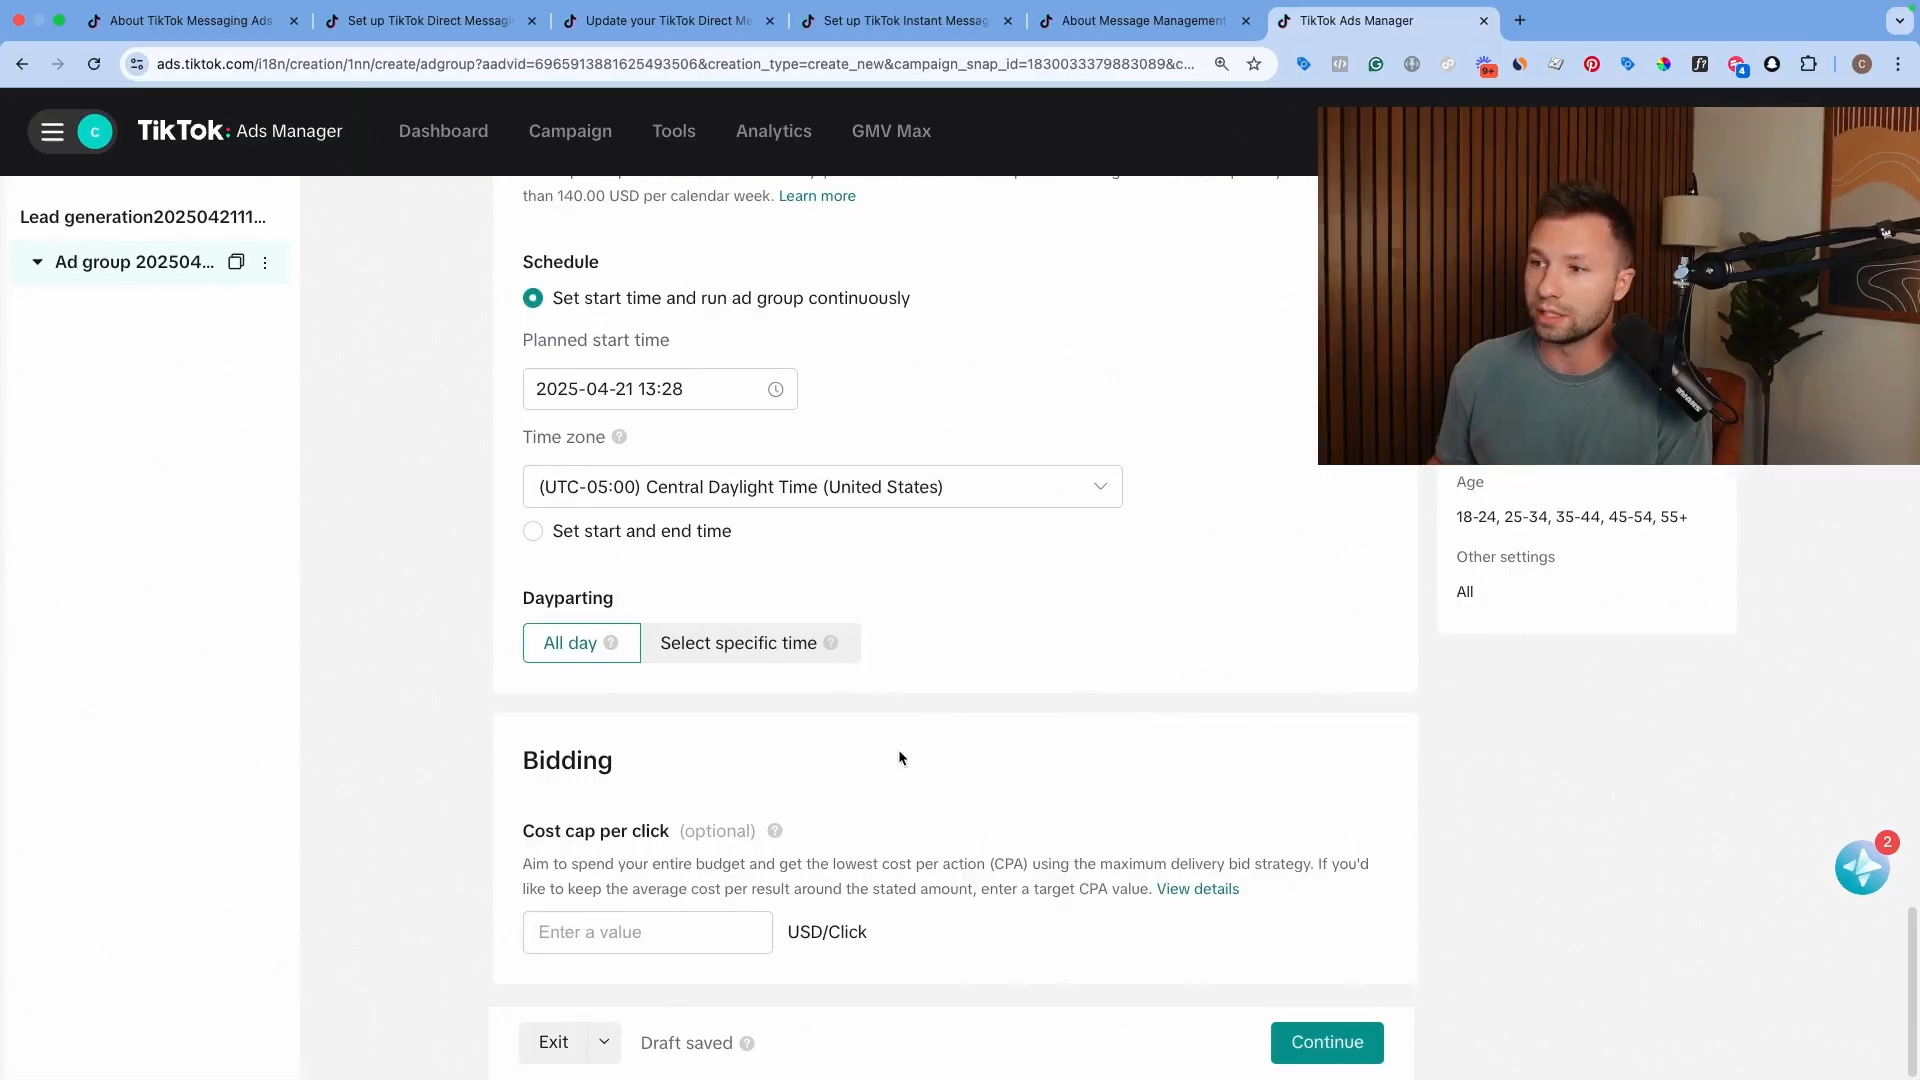 About TikTok Messaging Ads
Set up TikTok Direct Messagi
Update your TikTok Direct Me
Set up TikTok Instant Messag
About Message Management
TikTok Ads Manager
ads.tiktok.com/i18n/creation/1nn/create/adgroup?aadvid=6965913881625493506&creation_type=create_new&campaign_snap_id=1830033379883089&c...
9+
f?
4
C
C
TikTok: Ads Manager
Dashboard
Campaign
Tools
Analytics
GMV Max
Lead generation2025042111...
Ad group 202504...
than 140.00 USD per calendar week. Learn more
Schedule
Set start time and run ad group continuously
Planned start time
2025-04-21 13:28
Time zone
(UTC-05:00) Central Daylight Time (United States)
Set start and end time
Dayparting
All day
Select specific time
Age
18-24, 25-34, 35-44, 45-54, 55+
Other settings
All
Bidding
Cost cap per click (optional)
Aim to spend your entire budget and get the lowest cost per action (CPA) using the maximum delivery bid strategy. If you'd
like to keep the average cost per result around the stated amount, enter a target CPA value. View details
Enter a value
USD/Click
2
Exit
Draft saved
Continue